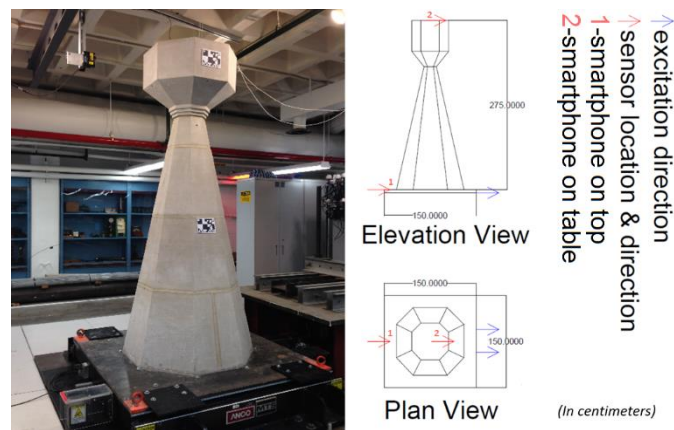 ANCO
2
275.0000
1
150.0000
Elevation View
150.0000
1
2
150.0000
Plan View
↑excitation direction
↑sensor location & direction
1-smartphone on top
2-smartphone on table
(In centimeters)